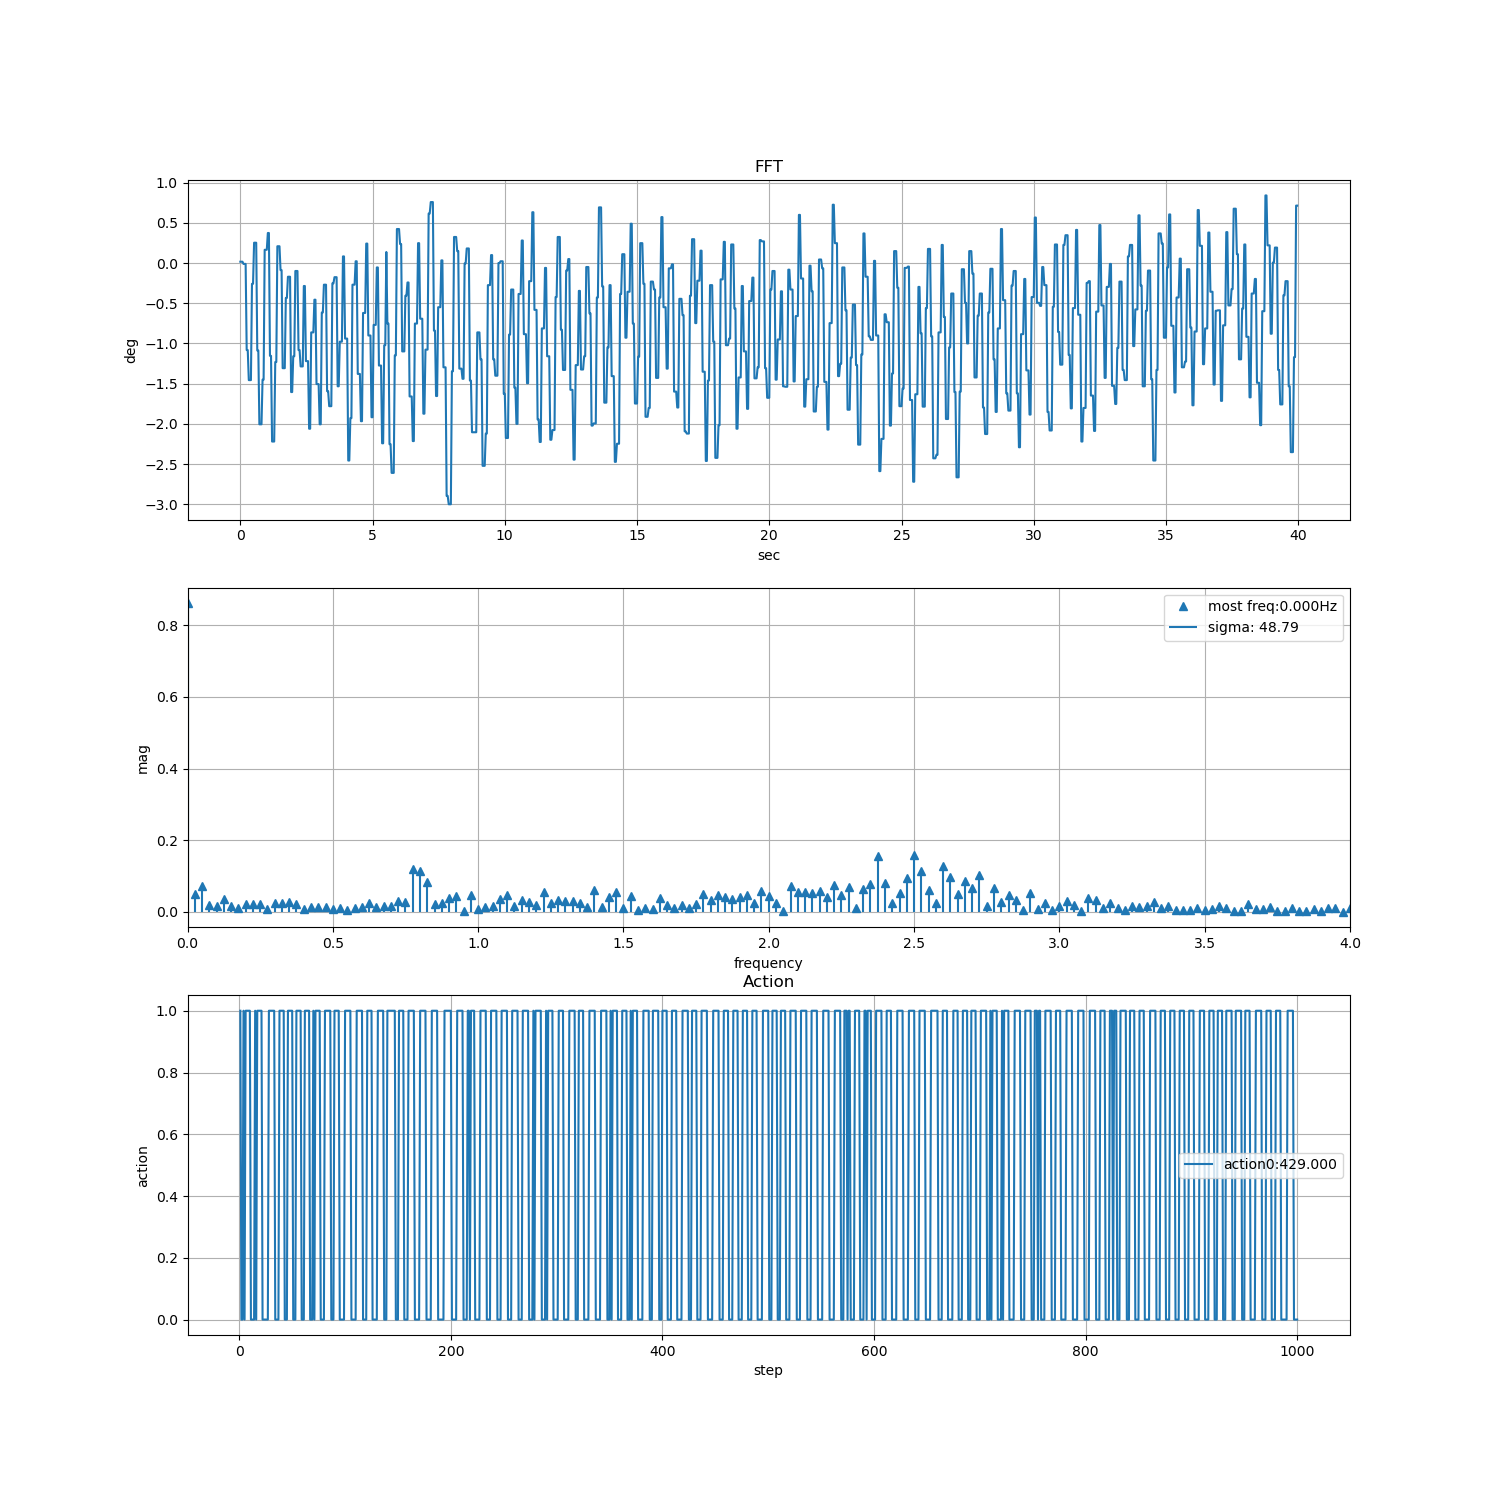 FFT
1.0
0.5
0.0
−0.5
−1.0
−1.5
−2.0
−2.5
−3.0
deg
0 5 10 15 20 25 30 35 40
sec
most freq:0.000Hz
sigma: 48.79
0.8
0.6
0.4
0.2
0.0
mag
0.0 0.5 1.0 1.5 2.0 2.5 3.0 3.5 4.0
frequency
Action
1.0
0.8
0.6
0.4
0.2
0.0
action
action0:429.000
0 200 400 600 800 1000
step